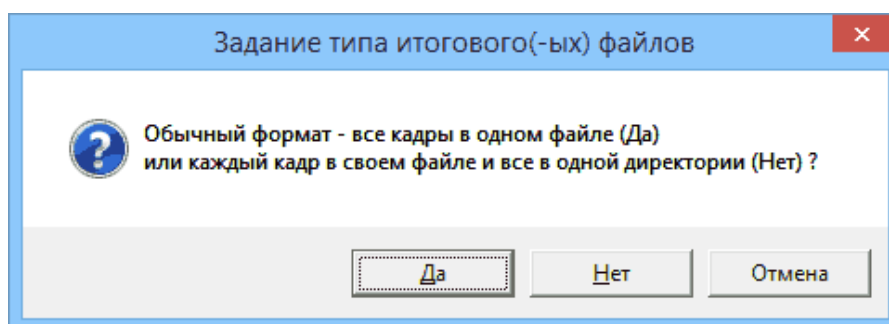 Задание типа итогового(-ых) файлов
Обычный формат - все кадры в одном файле (Да)
или каждый кадр в своем файле и все в одной директории (Нет) ?
Да
Нет
Отмена